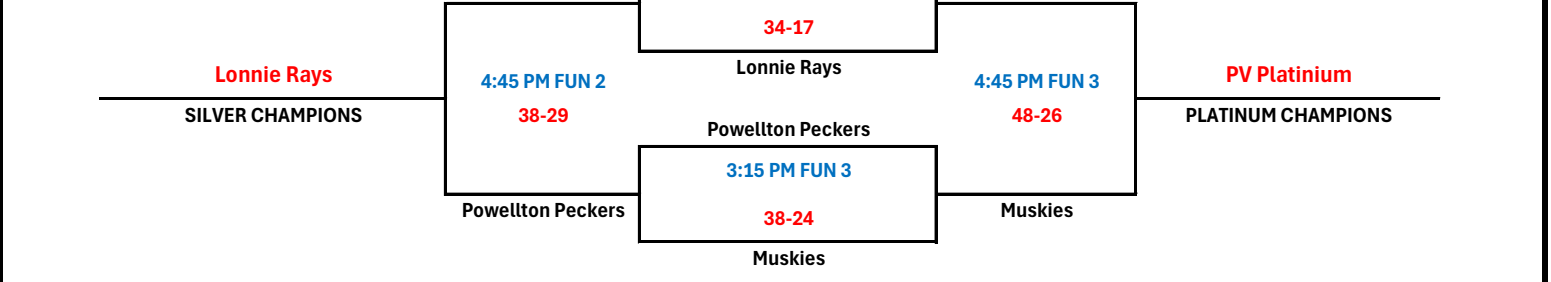 34-17
Lonnie Rays
Lonnie Rays
SILVER CHAMPIONS
4:45 PM FUN 2
38-29
4:45 PM FUN 3
48-26
PV Platinium
PLATINUM CHAMPIONS
Powellton Peckers
3:15 PM FUN 3
38-24
Powellton Peckers
Muskies
Muskies